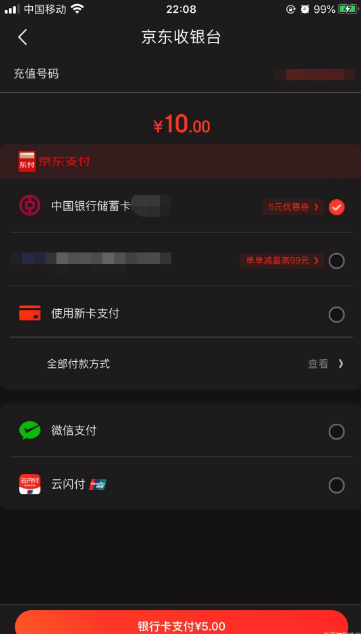 中国移动 22:08 99%
京东收银台
充值号码
¥10.00
东付 京东支付
中国银行储蓄卡 5元优惠券 >
单单减最高99元 >
使用新卡支付
全部付款方式 查看 >
微信支付
云闪付
银行卡支付¥5.00